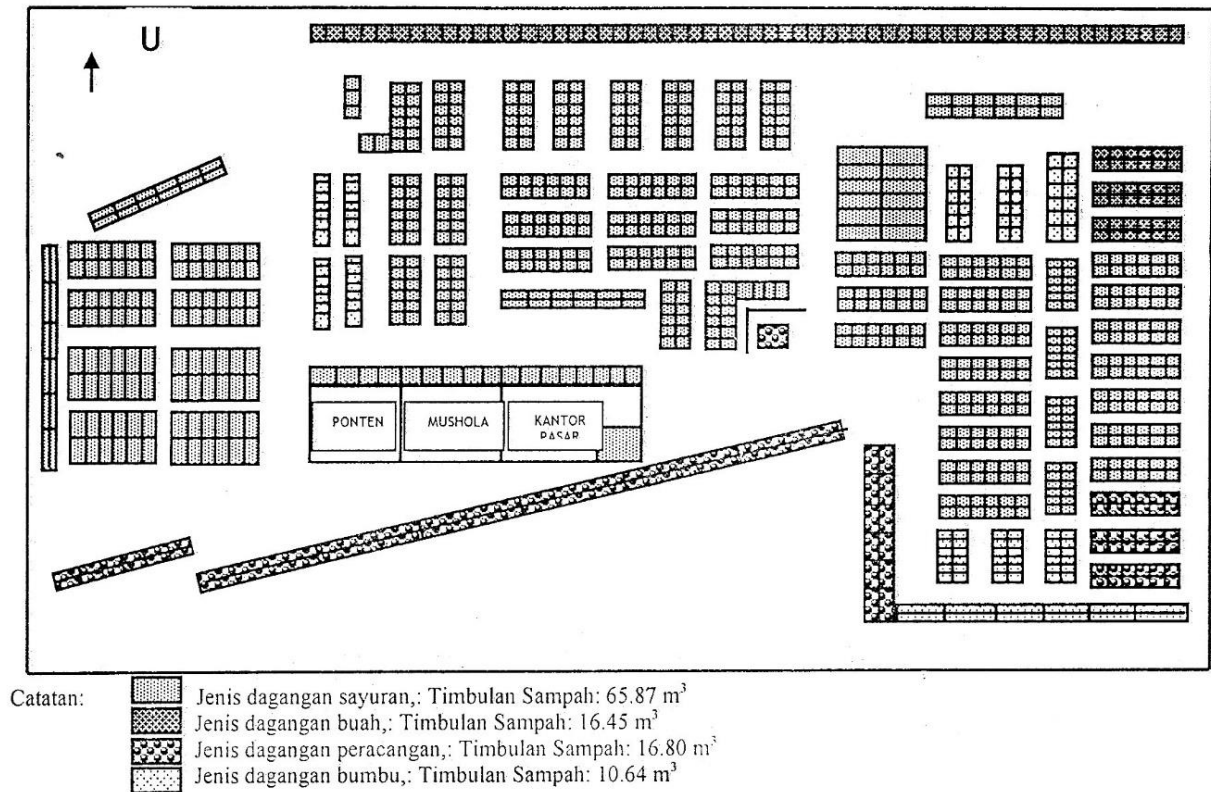 U
PONTEN
MUSHOLA
KANTOR
PASAR
Catatan:
Jenis dagangan sayuran,: Timbulan Sampah: 65.87 m³
Jenis dagangan buah,: Timbulan Sampah: 16.45 m³
Jenis dagangan peracangan,: Timbulan Sampah: 16.80 m³
Jenis dagangan bumbu,: Timbulan Sampah: 10.64 m³